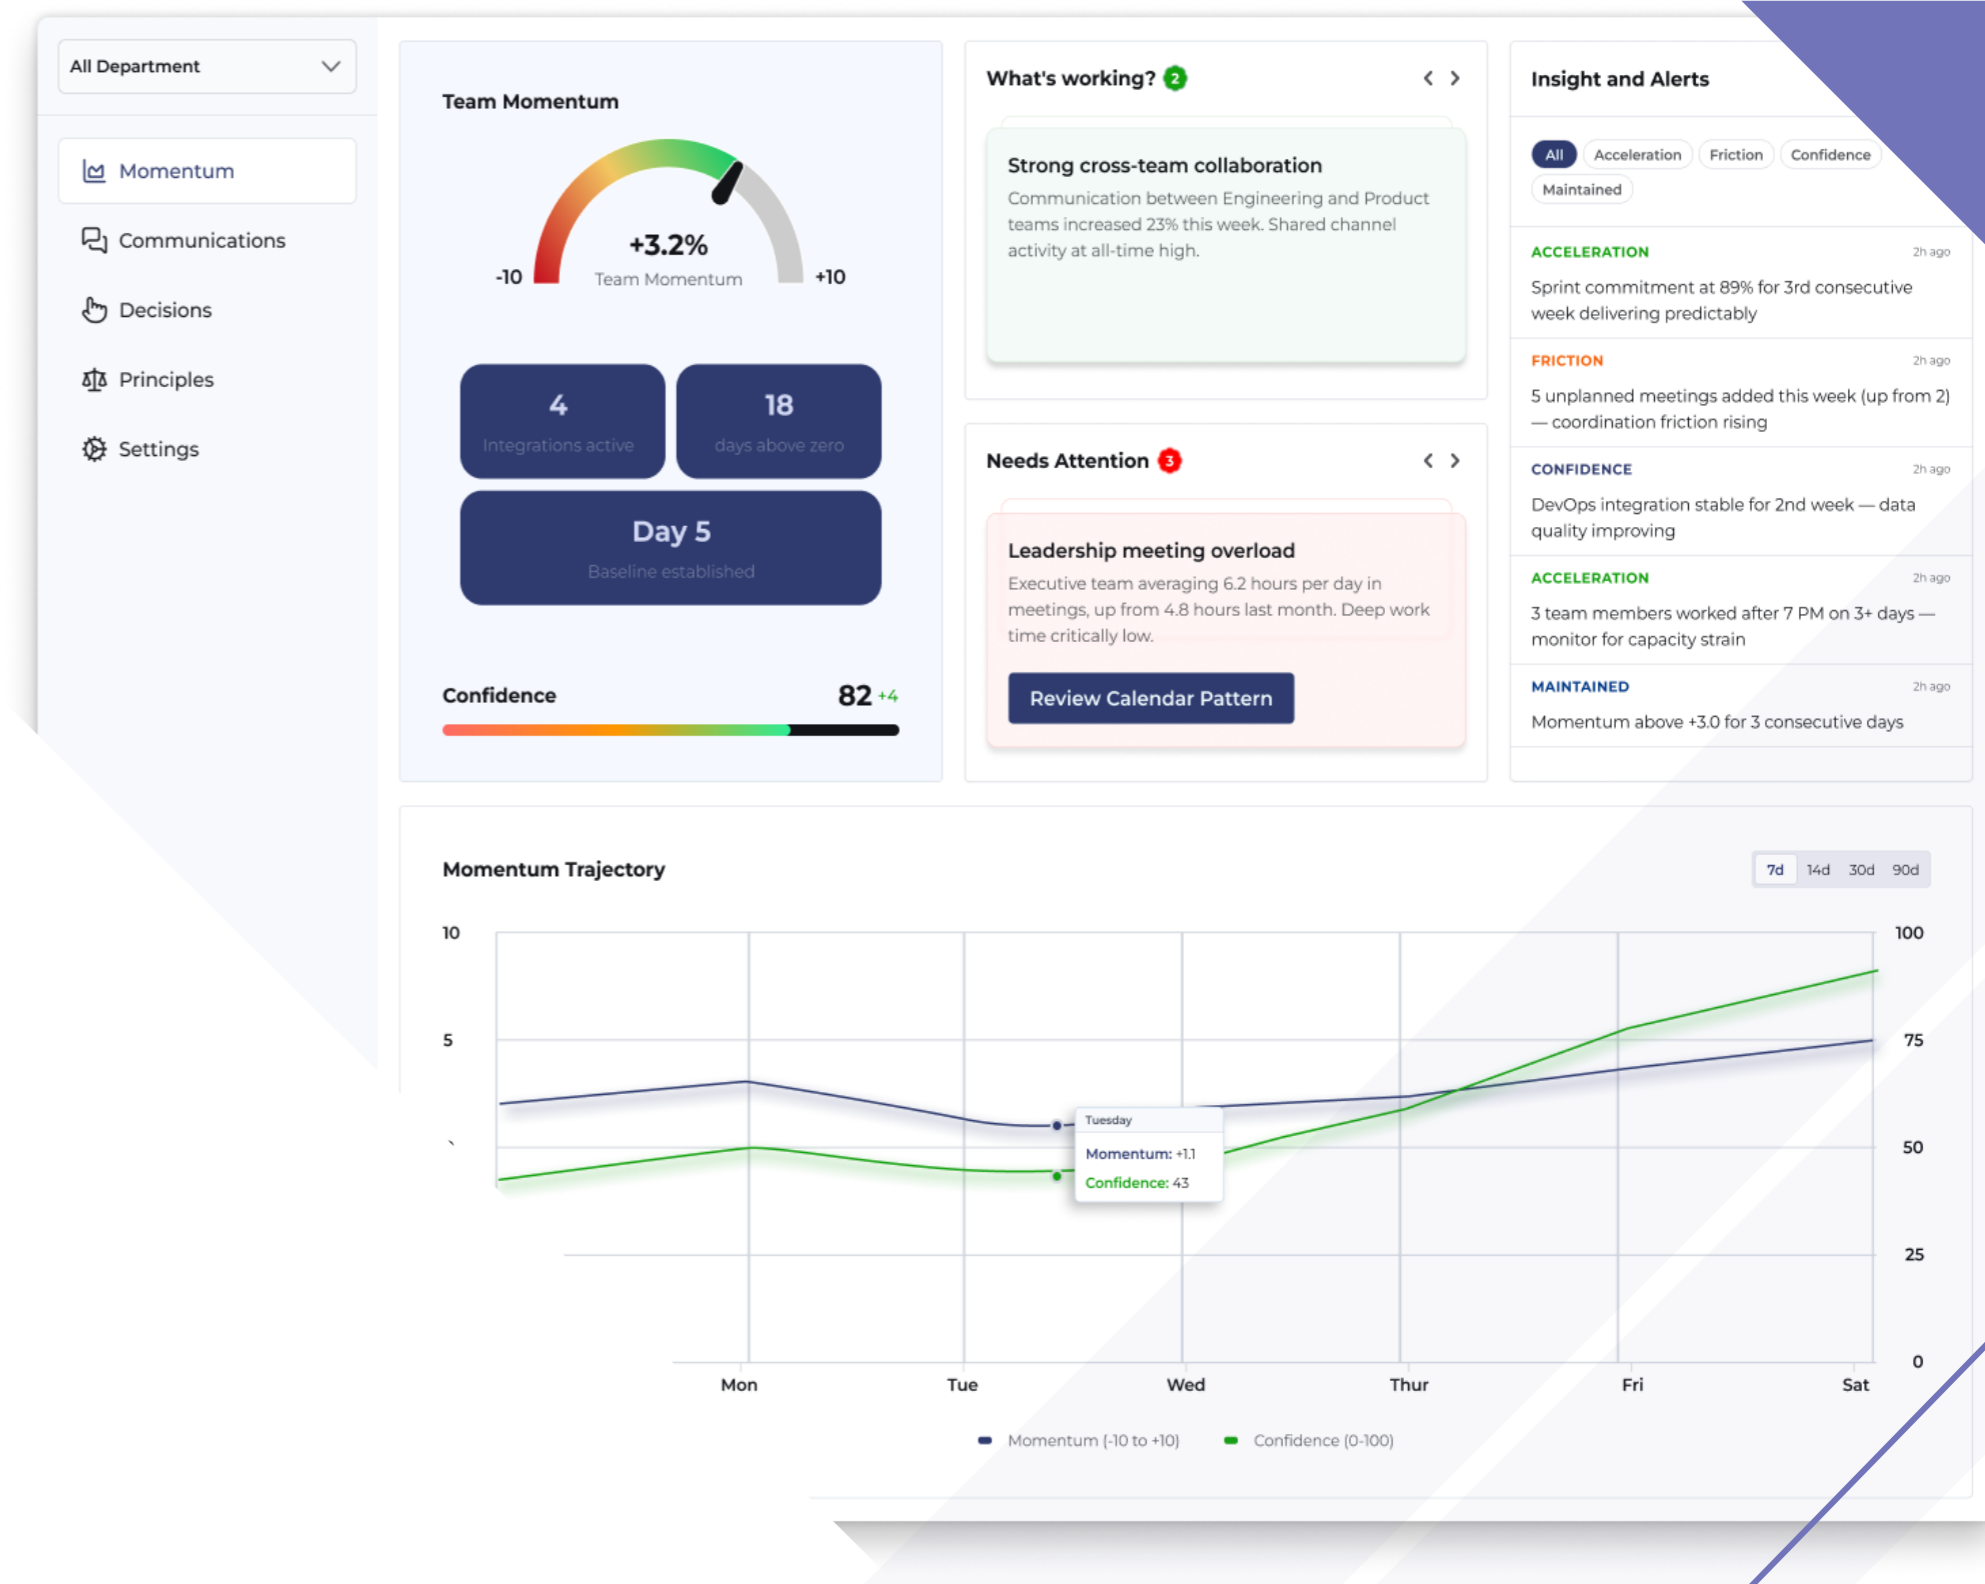 All Department
Momentum
Communications
Decisions
Principles
Settings
Team Momentum
+3.2%
Team Momentum
-10
+10
4
Integrations active
18
days above zero
Day 5
Baseline established
Confidence
82 +4
What's working? 2
Strong cross-team collaboration
Communication between Engineering and Product
teams increased 23% this week. Shared channel
activity at all-time high.
Needs Attention 3
Leadership meeting overload
Executive team averaging 6.2 hours per day in
meetings, up from 4.8 hours last month. Deep work
time critically low.
Review Calendar Pattern
Insight and Alerts
All Acceleration Friction Confidence
Maintained
ACCELERATION 2h ago
Sprint commitment at 89% for 3rd consecutive
week delivering predictably
FRICTION 2h ago
5 unplanned meetings added this week (up from 2)
— coordination friction rising
CONFIDENCE 2h ago
DevOps integration stable for 2nd week — data
quality improving
ACCELERATION 2h ago
3 team members worked after 7 PM on 3+ days —
monitor for capacity strain
MAINTAINED 2h ago
Momentum above +3.0 for 3 consecutive days
Momentum Trajectory
7d 14d 30d 90d
10
5
100
75
50
25
0
Tuesday
Momentum: +1.1
Confidence: 43
Mon Tue Wed Thur Fri Sat
Momentum (-10 to +10) Confidence (0-100)